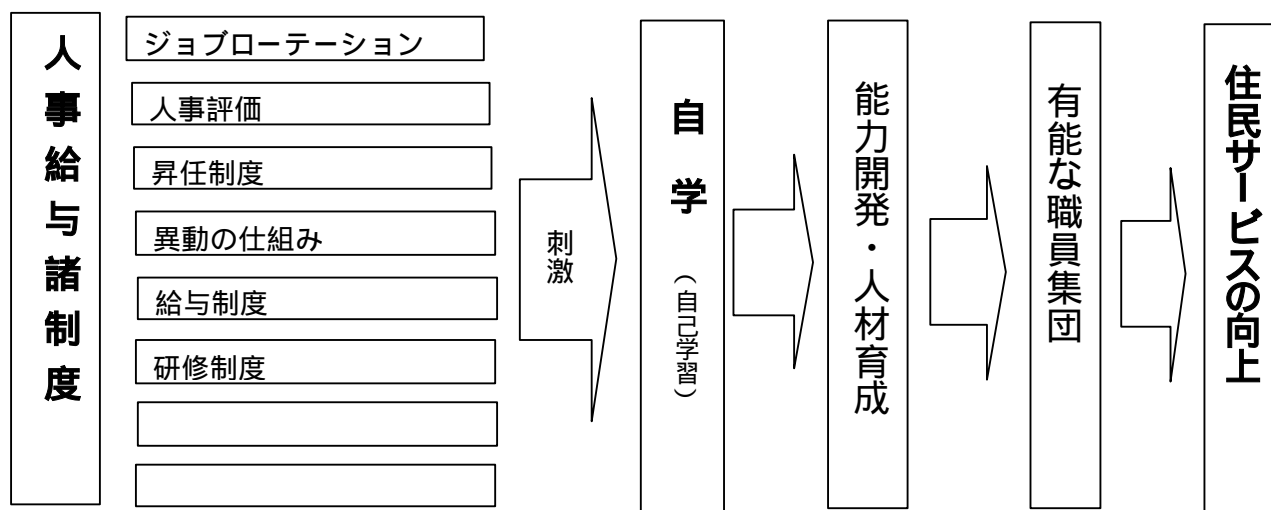 人事給与諸制度
ジョブローテーション
人事評価
昇任制度
異動の仕組み
給与制度
研修制度
刺激
自学
（自己学習）
能力開発・人材育成
有能な職員集団
住民サービスの向上